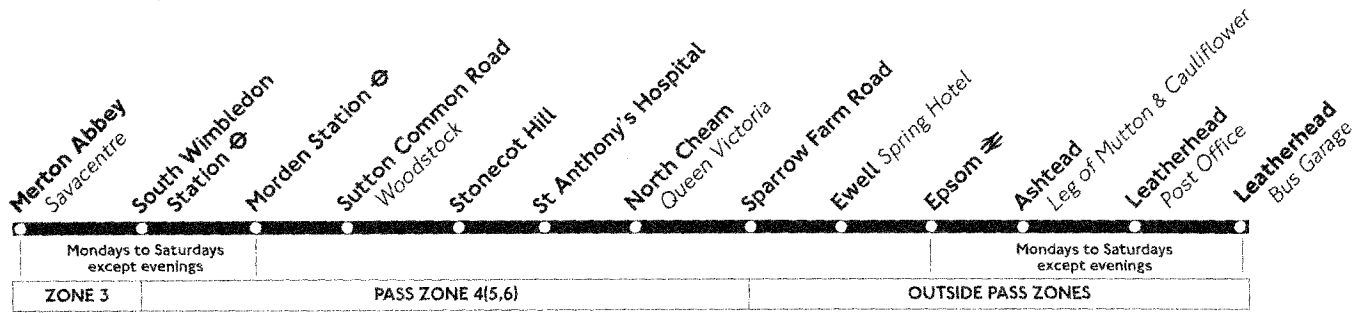 Merton Abbey
Savacentre
South Wimbledon
Station
Morden Station
Sutton Common Road
Woodstock
Stonecot Hill
St Anthony's Hospital
North Cheam
Queen Victoria
Sparrow Farm Road
Ewell Spring Hotel
Epsom
Ashtead
Leg of Mutton & Cauliflower
Leatherhead
Post Office
Leatherhead
Bus Garage
Mondays to Saturdays
except evenings
Mondays to Saturdays
except evenings
ZONE 3
PASS ZONE 4(5,6)
OUTSIDE PASS ZONES